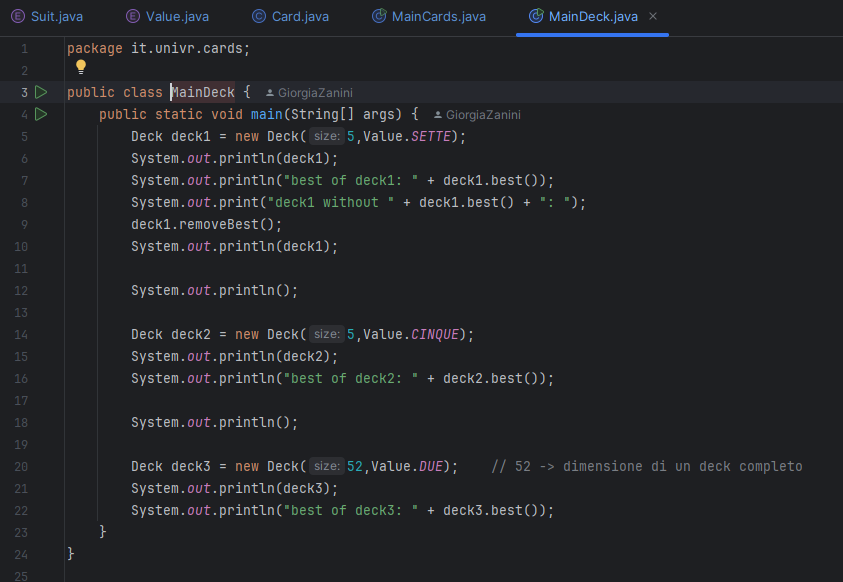 Suit.java Value.java Card.java MainCards.java MainDeck.java
1 package it.univr.cards;
2
3 public class MainDeck { GiorgiaZanini
4 public static void main(String[] args) { GiorgiaZanini
5 Deck deck1 = new Deck( size: 5,Value.SETTE);
6 System.out.println(deck1);
7 System.out.println("best of deck1: " + deck1.best());
8 System.out.print("deck1 without " + deck1.best() + ": ");
9 deck1.removeBest();
10 System.out.println(deck1);
11
12 System.out.println();
13
14 Deck deck2 = new Deck( size: 5,Value.CINQUE);
15 System.out.println(deck2);
16 System.out.println("best of deck2: " + deck2.best());
17
18 System.out.println();
19
20 Deck deck3 = new Deck( size: 52,Value.DUE); // 52 -> dimensione di un deck completo
21 System.out.println(deck3);
22 System.out.println("best of deck3: " + deck3.best());
23 }
24 }
25